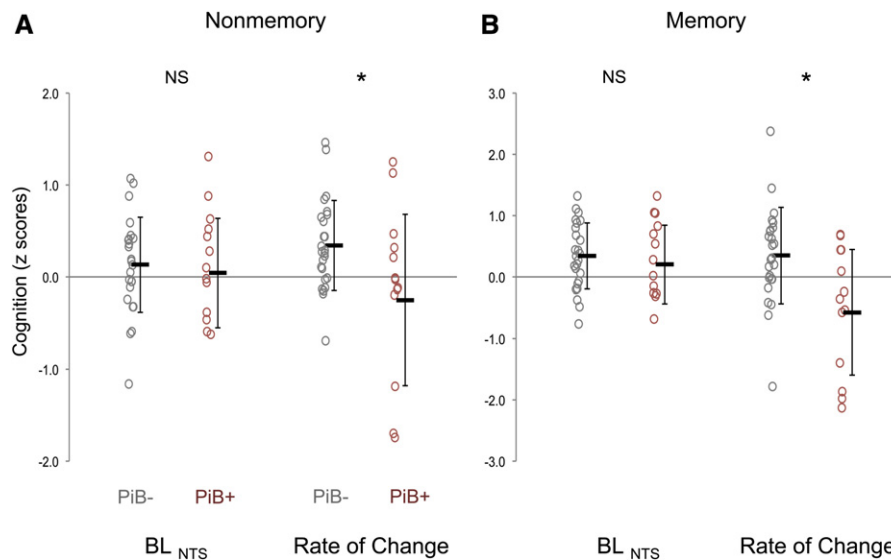 A Nonmemory
B Memory
NS *
NS *
Cognition (z scores)
2.0
1.0
0.0
-1.0
-2.0
3.0
2.0
1.0
0.0
-1.0
-2.0
-3.0
PiB- PiB+ PiB- PiB+
BL NTS Rate of Change
BL NTS Rate of Change